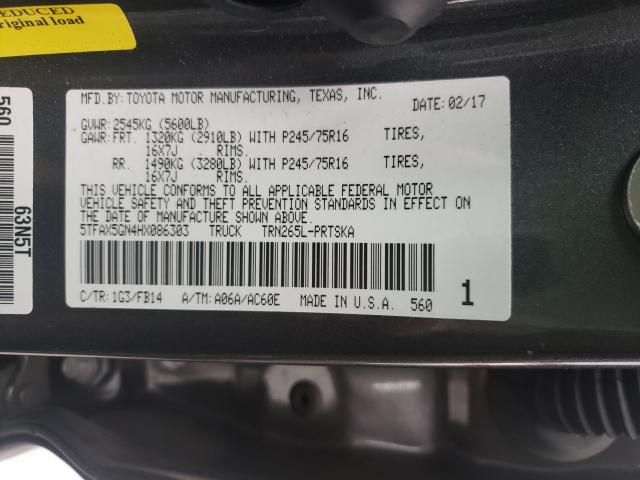 REDUCED
original load
560
63N5T
MFD.BY:TOYOTA MOTOR MANUFACTURING, TEXAS, INC.
DATE:02/17
GVWR:2545KG (5600LB)
GAWR:FRT. 1320KG (2910LB) WITH P245/75R16 TIRES,
16X7J RIMS.
RR. 1490KG (3280LB) WITH P245/75R16 TIRES,
16X7J RIMS.
THIS VEHICLE CONFORMS TO ALL APPLICABLE FEDERAL MOTOR
VEHICLE SAFETY AND THEFT PREVENTION STANDARDS IN EFFECT
ON THE DATE OF MANUFACTURE SHOWN ABOVE.
5TFAX5GN4HX086303 TRUCK TRN265L-PRTSKA
C/TR:1G3/FB14 A/TM:A06A/AC60E MADE IN U.S.A. 560 1